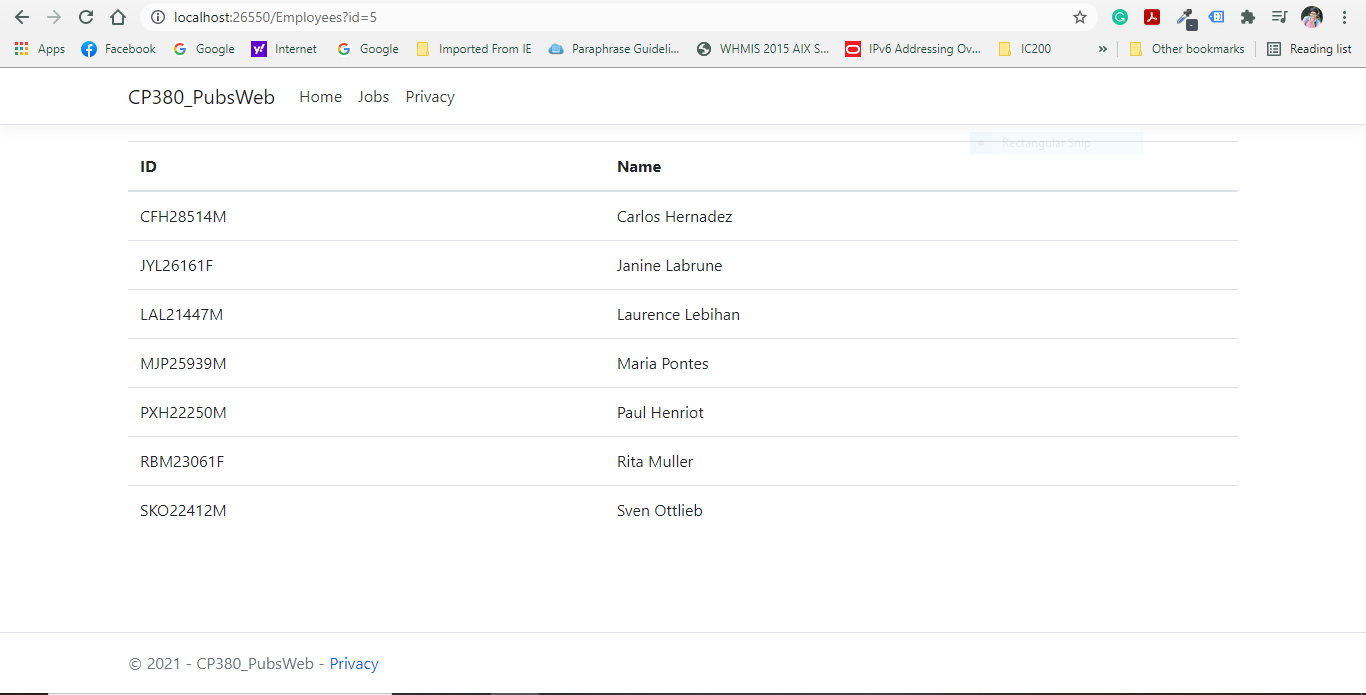 localhost:26550/Employees?id=5
Apps Facebook Google Internet Google Imported From IE Paraphrase Guideli... WHMIS 2015 AIX S... IPv6 Addressing Ov... IC200 » Other bookmarks Reading list
CP380_PubsWeb Home Jobs Privacy
Rectangular Snip
ID Name
CFH28514M Carlos Hernadez
JYL26161F Janine Labrune
LAL21447M Laurence Lebihan
MJP25939M Maria Pontes
PXH22250M Paul Henriot
RBM23061F Rita Muller
SKO22412M Sven Ottlieb
© 2021 - CP380_PubsWeb - Privacy